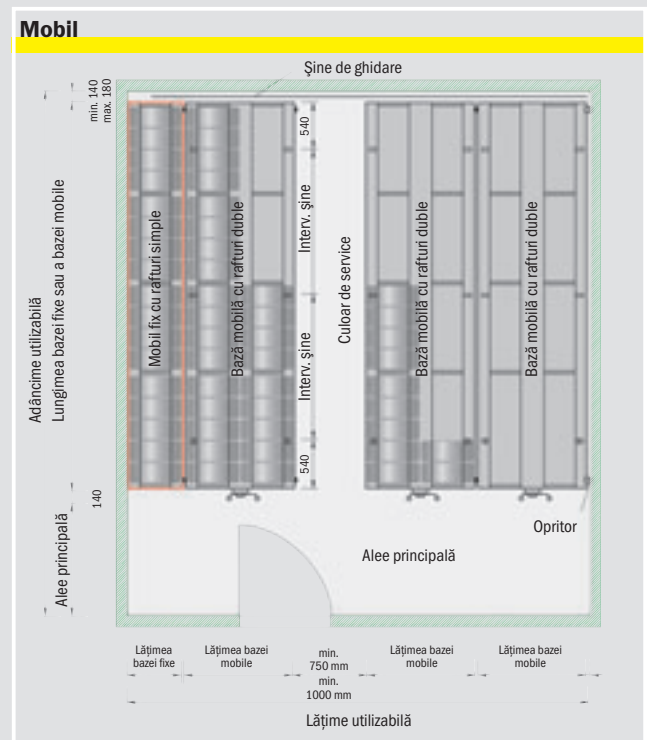 Mobil
Şine de ghidare
min. 140
max. 180
540
Interv. şine
Interv. şine
540
Adâncime utilizabilă
Lungimea bazei fixe sau a bazei mobile
Mobil fix cu rafturi simple
Bază mobilă cu rafturi duble
Culoar de service
Bază mobilă cu rafturi duble
Bază mobilă cu rafturi duble
140
Alee principală
Opritor
Alee principală
Lăţimea
bazei fixe
Lăţimea bazei
mobile
min.
750 mm
min.
1000 mm
Lăţimea bazei
mobile
Lăţimea bazei
mobile
Lăţime utilizabilă